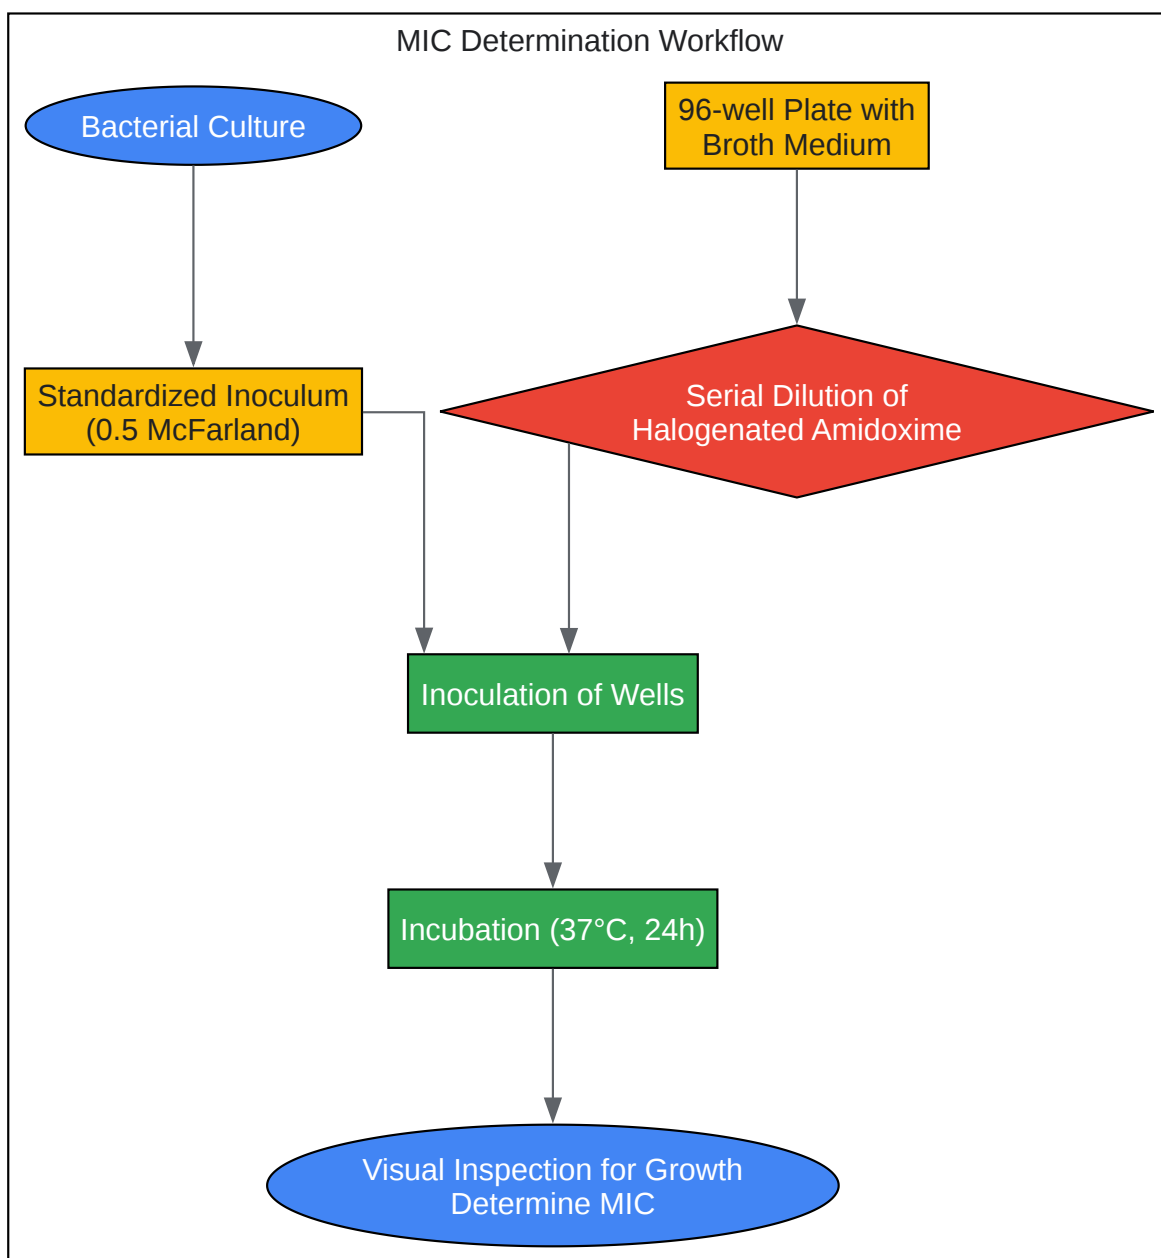 MIC Determination Workflow
Bacterial Culture
96-well Plate with
Broth Medium
Standardized Inoculum
(0.5 McFarland)
Serial Dilution of
Halogenated Amidoxime
Inoculation of Wells
Incubation (37°C, 24h)
Visual Inspection for Growth
Determine MIC